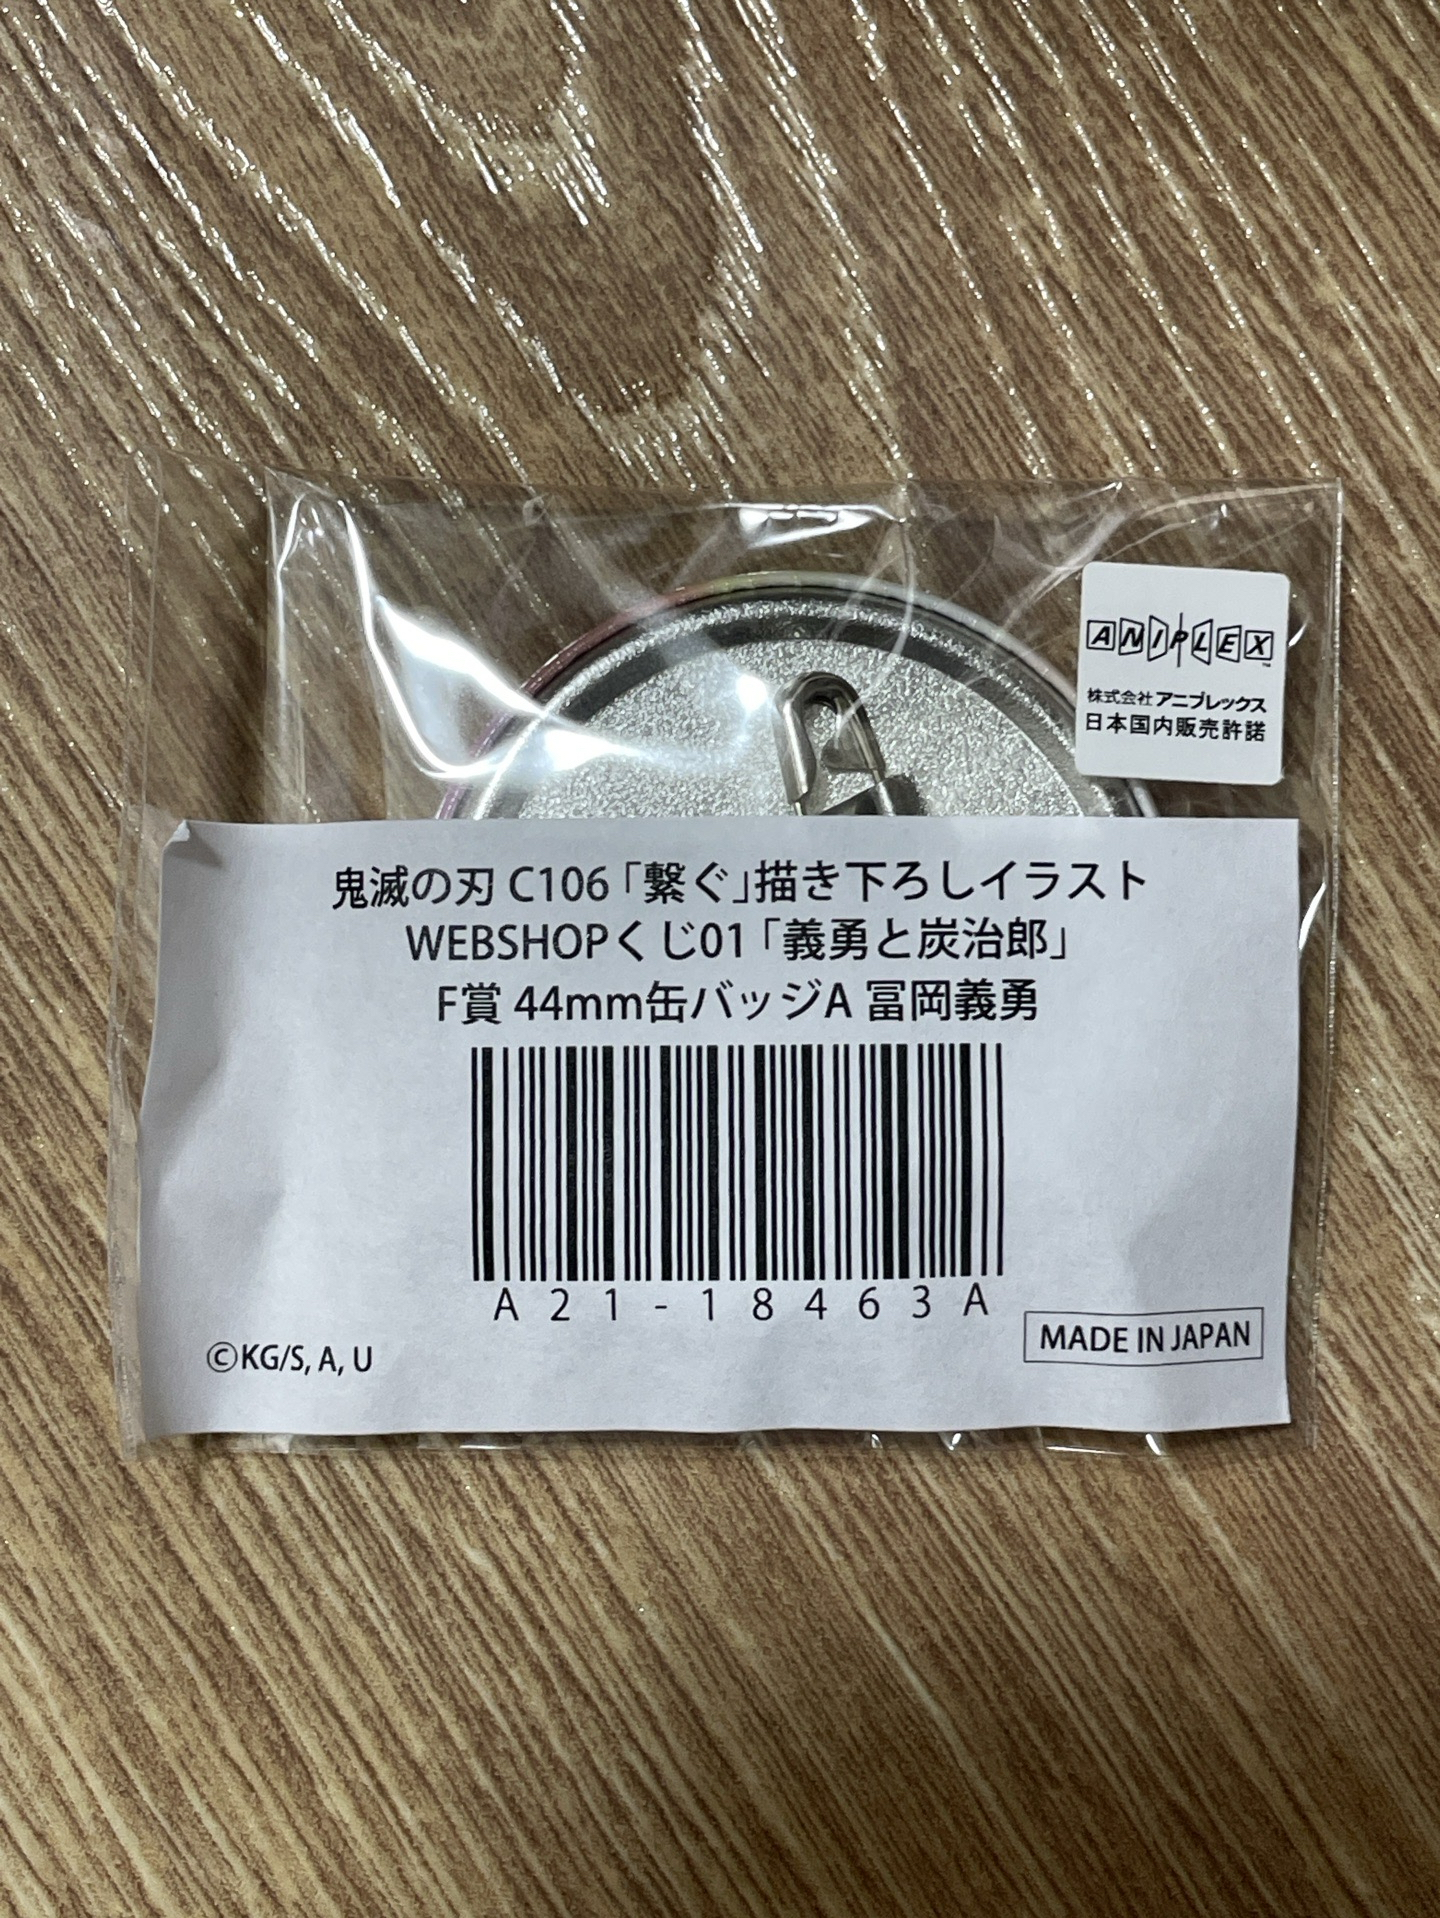 ANIPLEX™
株式会社 アニプレックス
日本国内販売許諾
鬼滅の刃 C106「繋ぐ」描き下ろしイラスト
WEBSHOPくじ01「義勇と炭治郎」
F賞 44mm缶バッジA 冨岡義勇
A21-18463A
©KG/S, A, U
MADE IN JAPAN